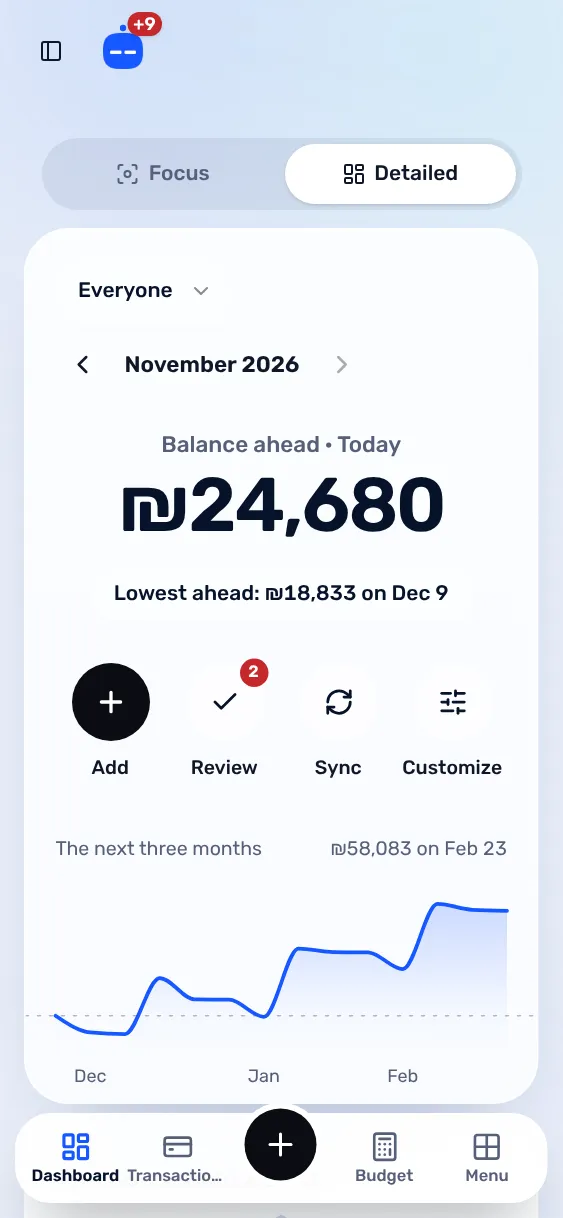 +9
Focus
Detailed
Everyone
November 2026
Balance ahead • Today
₪24,680
Lowest ahead: ₪18,833 on Dec 9
2
Add Review Sync Customize
The next three months ₪58,083 on Feb 23
Dec Jan Feb
Dashboard Transactio... Budget Menu